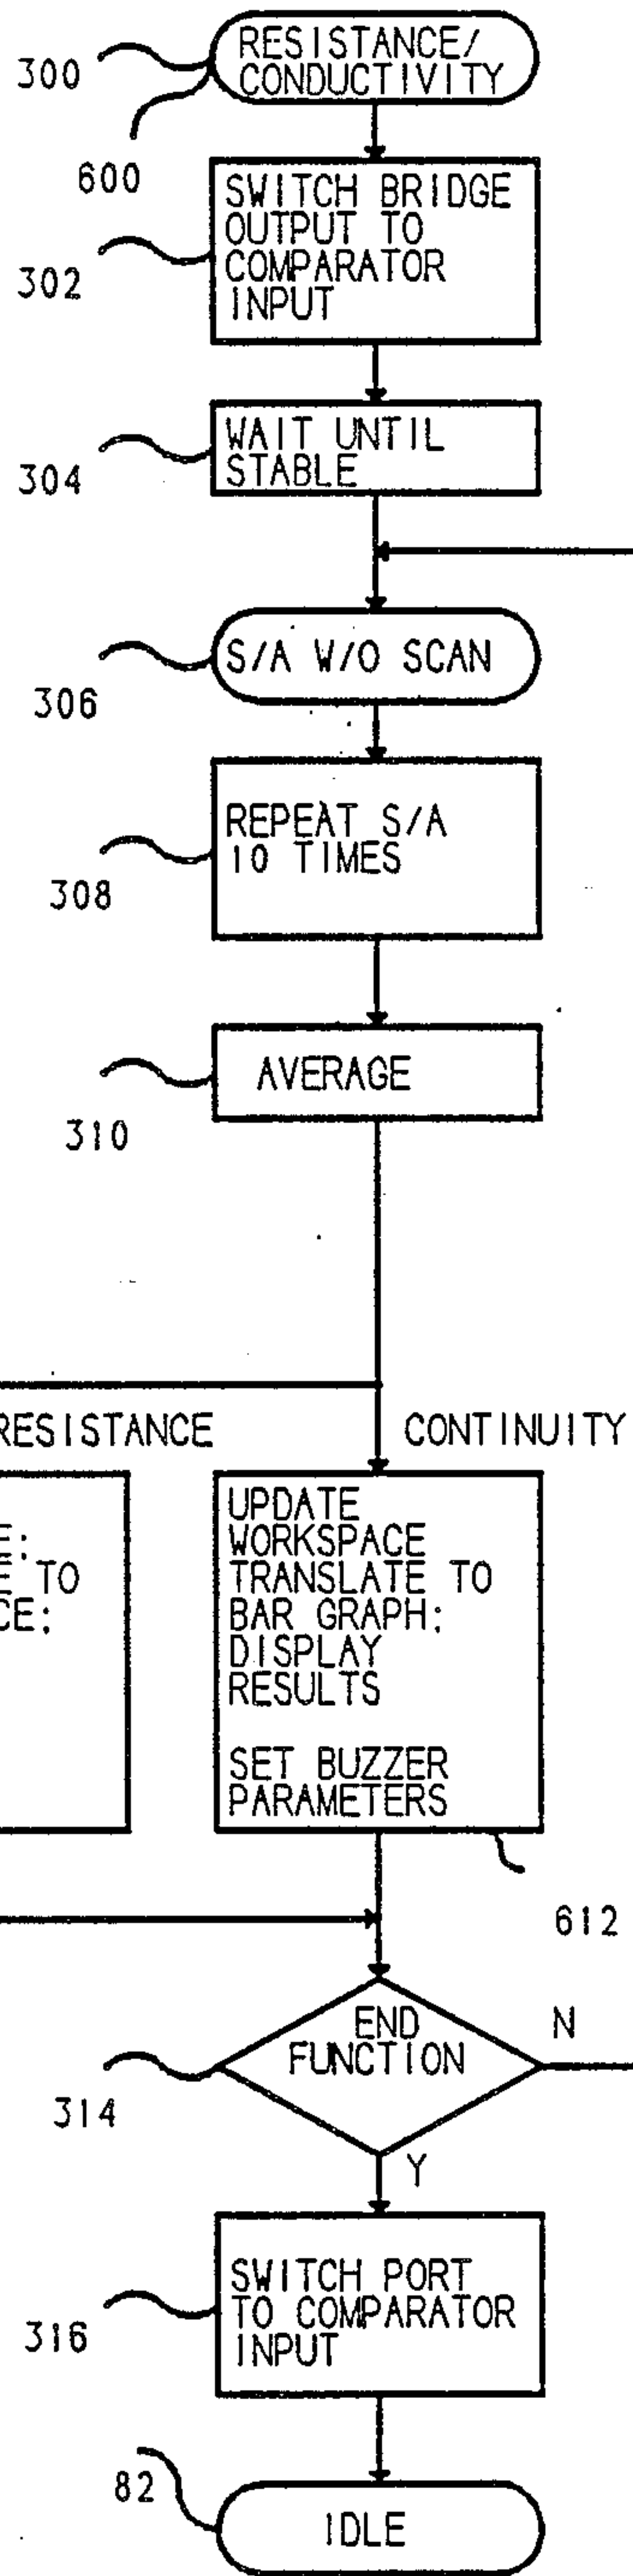 RESISTANCE/
CONDUCTIVITY
300
600
SWITCH BRIDGE
OUTPUT TO
COMPARATOR
INPUT
302
WAIT UNTIL
STABLE
304
S/A W/O SCAN
306
REPEAT S/A
10 TIMES
308
AVERAGE
310
RESISTANCE
CONTINUITY
E:
E TO
CE;
UPDATE
WORKSPACE
TRANSLATE TO
BAR GRAPH;
DISPLAY
RESULTS
SET BUZZER
PARAMETERS
612
END
FUNCTION
N
314
Y
SWITCH PORT
TO COMPARATOR
INPUT
316
82
IDLE